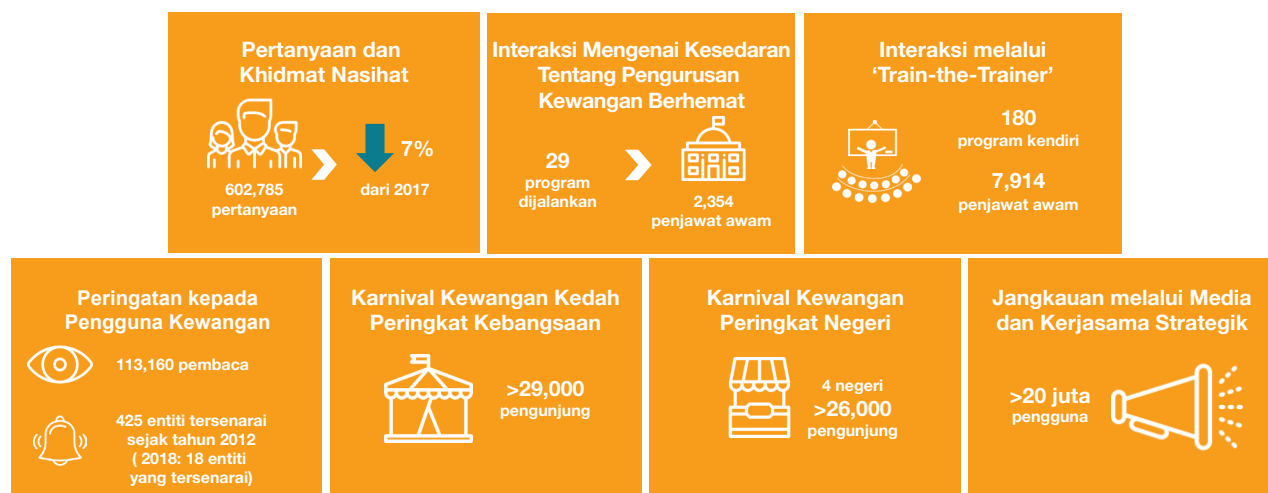 Pertanyaan dan
Khidmat Nasihat
602,785
pertanyaan
7%
dari 2017
Interaksi Mengenai Kesedaran
Tentang Pengurusan
Kewangan Berhemat
29
program
dijalankan
2,354
penjawat awam
Interaksi melalui
‘Train-the-Trainer’
180
program kendiri
7,914
penjawat awam
Peringatan kepada
Pengguna Kewangan
113,160 pembaca
425 entiti tersenarai
sejak tahun 2012
( 2018: 18 entiti
yang tersenarai)
Karnival Kewangan Kedah
Peringkat Kebangsaan
>29,000
pengunjung
Karnival Kewangan
Peringkat Negeri
4 negeri
>26,000
pengunjung
Jangkauan melalui Media
dan Kerjasama Strategik
>20 juta
pengguna